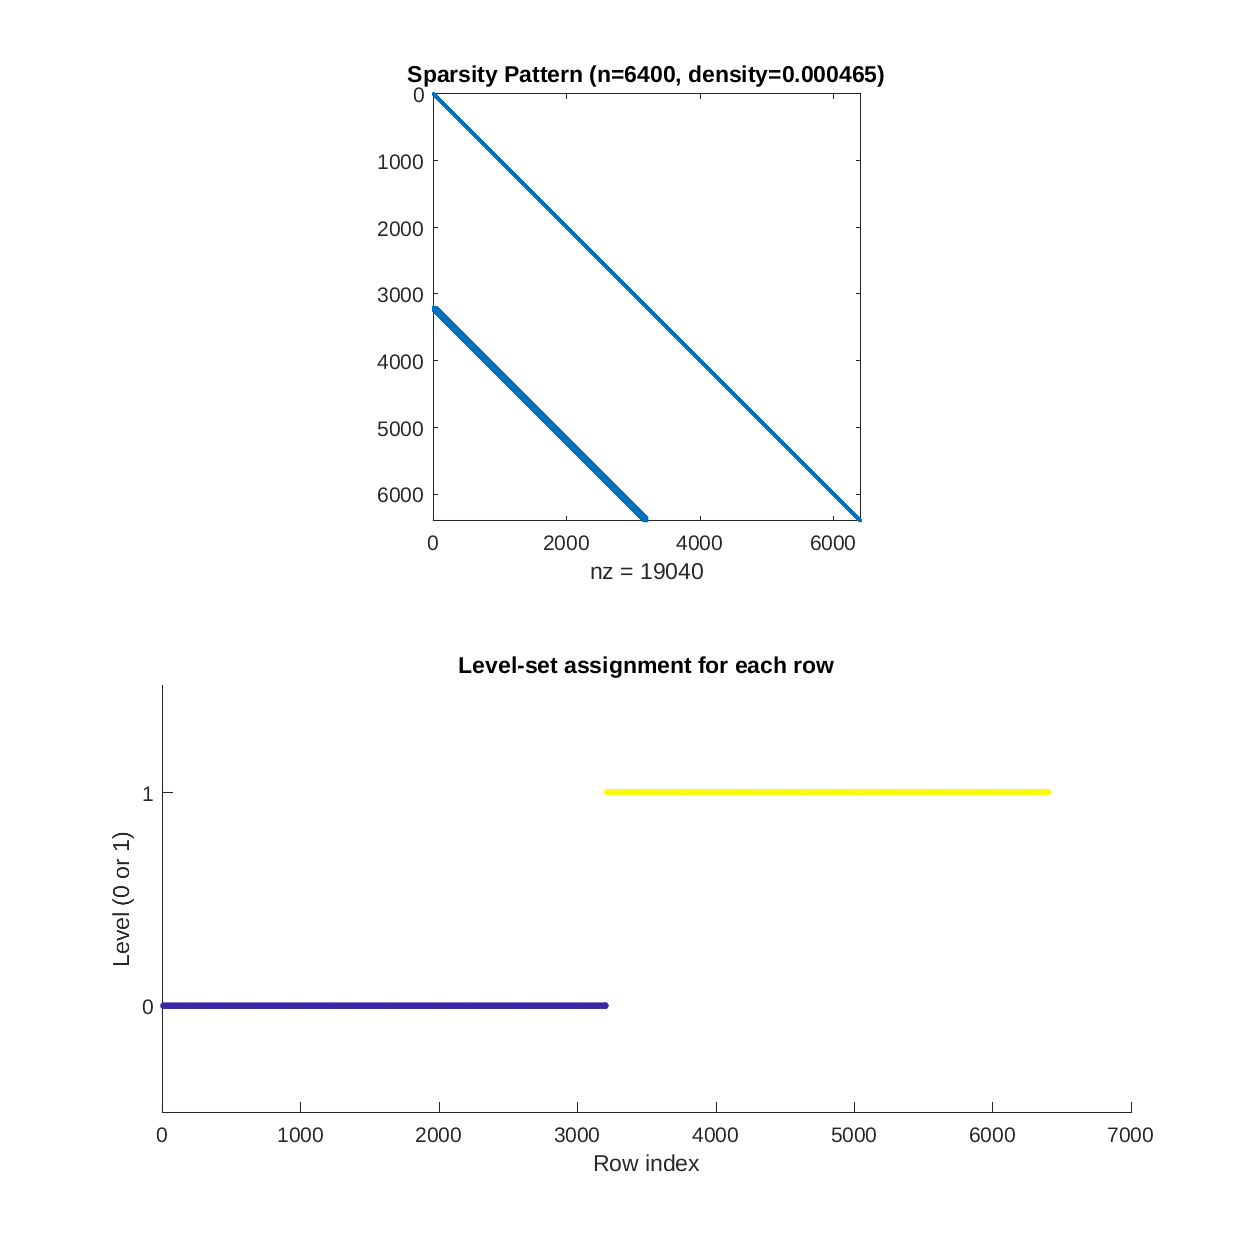 Sparsity Pattern (n=6400, density=0.000465)
0
1000
2000
3000
4000
5000
6000
0 2000 4000 6000
nz = 19040
Level-set assignment for each row
1
Level (0 or 1)
0
0 1000 2000 3000 4000 5000 6000 7000
Row index